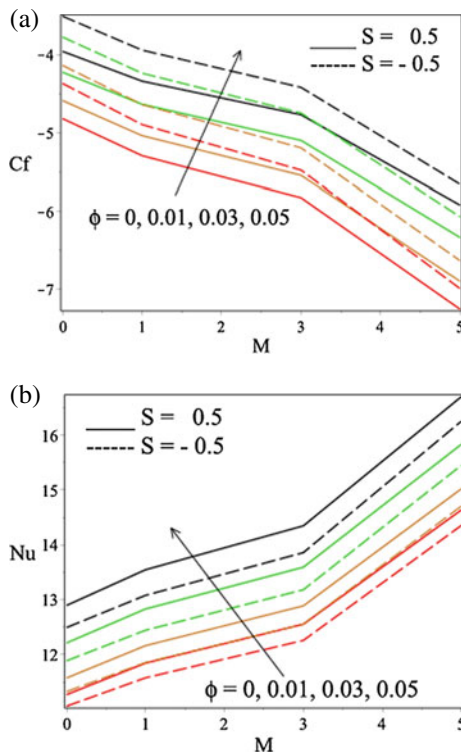 (a)
S = 0.5
S = - 0.5
-4
-5
-6
-7
Cf
ϕ = 0, 0.01, 0.03, 0.05
0 1 2 3 4 5
M
(b)
S = 0.5
S = - 0.5
16
15
14
13
12
Nu
ϕ = 0, 0.01, 0.03, 0.05
0 1 2 3 4 5
M